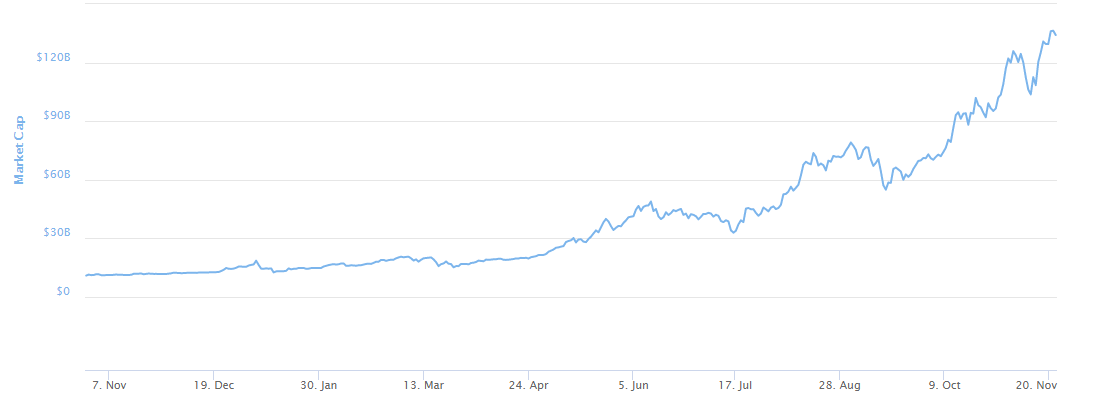 $120B
$90B
$60B
$30B
$0
Market Cap
7. Nov
19. Dec
30. Jan
13. Mar
24. Apr
5. Jun
17. Jul
28. Aug
9. Oct
20. Nov